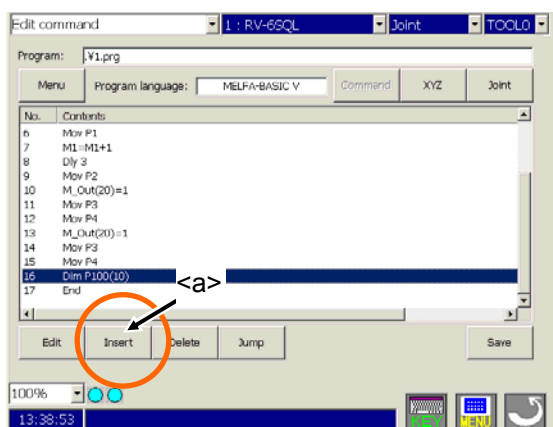 Edit command 1 : RV-6SQL Joint TOOL0
Program: .¥1.prg
Menu Program language: MELFA-BASIC V Command XYZ Joint
No. Contents
6 Mov P1
7 M1=M1+1
8 Dly 3
9 Mov P2
10 M_Out(20)=1
11 Mov P3
12 Mov P4
13 M_Out(20)=1
14 Mov P3
15 Mov P4
16 Dim P100(10)
17 End
<a>
Edit Insert Delete Jump Save
100%
13:38:53 KEY MENU